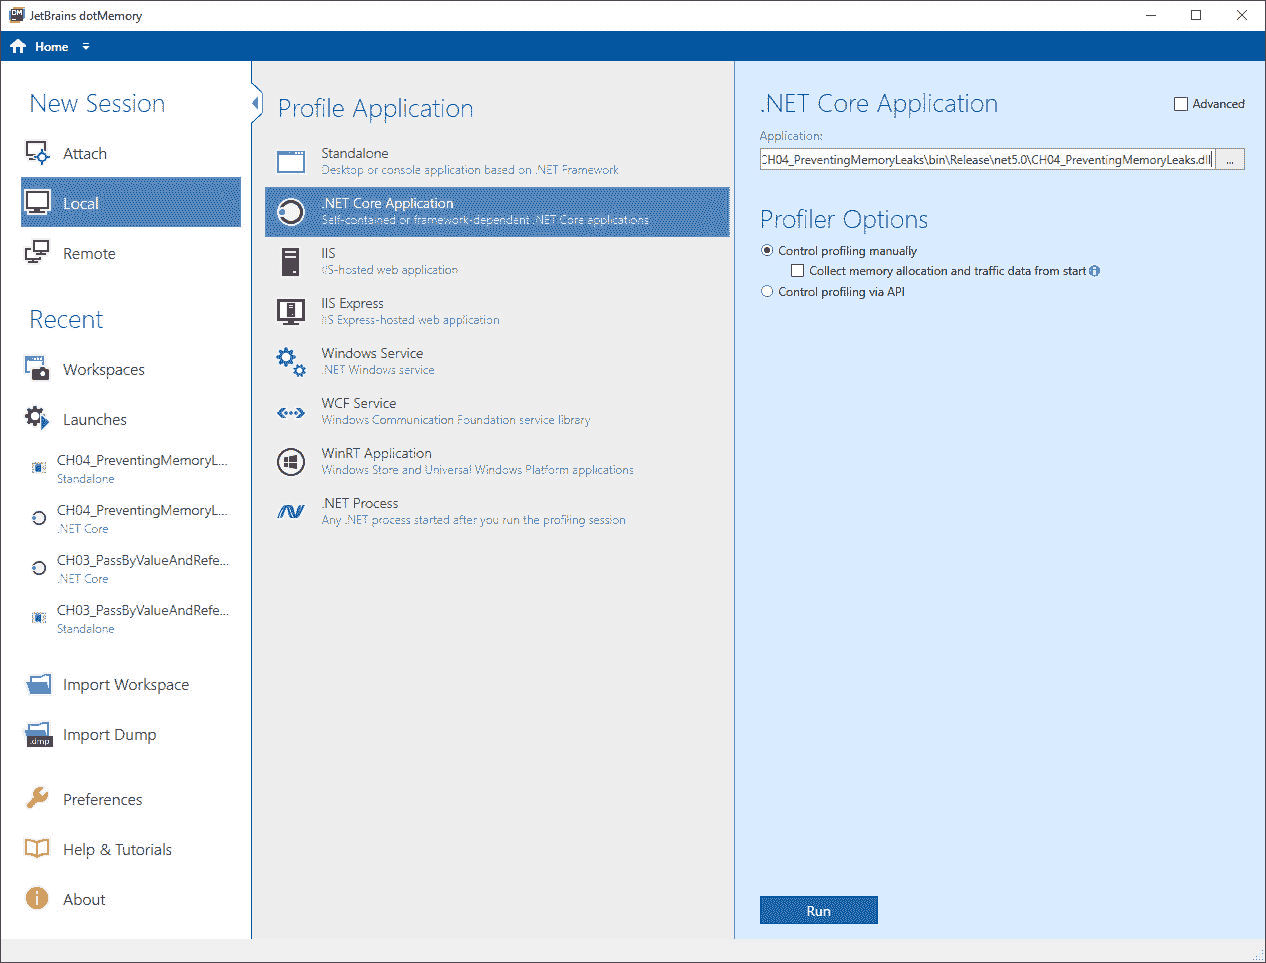 DM JetBrains dotMemory
Home
New Session
Attach
Local
Remote
Recent
Workspaces
Launches
CH04_PreventingMemoryL...
Standalone
CH04_PreventingMemoryL...
.NET Core
CH03_PassByValueAndRefe...
.NET Core
CH03_PassByValueAndRefe...
Standalone
Import Workspace
.dmp
Import Dump
Preferences
Help & Tutorials
About
Profile Application
Standalone
Desktop or console application based on .NET Framework
.NET Core Application
Self-contained or framework-dependent .NET Core applications
IIS
IIS-hosted web application
IIS Express
IIS Express-hosted web application
Windows Service
.NET Windows service
WCF Service
Windows Communication Foundation service library
WinRT Application
Windows Store and Universal Windows Platform applications
.NET Process
Any .NET process started after you run the profiling session
.NET Core Application
Advanced
Application:
CH04_PreventingMemoryLeaks\bin\Release\net5.0\CH04_PreventingMemoryLeaks.dll ...
Profiler Options
Control profiling manually
Collect memory allocation and traffic data from start
Control profiling via API
Run